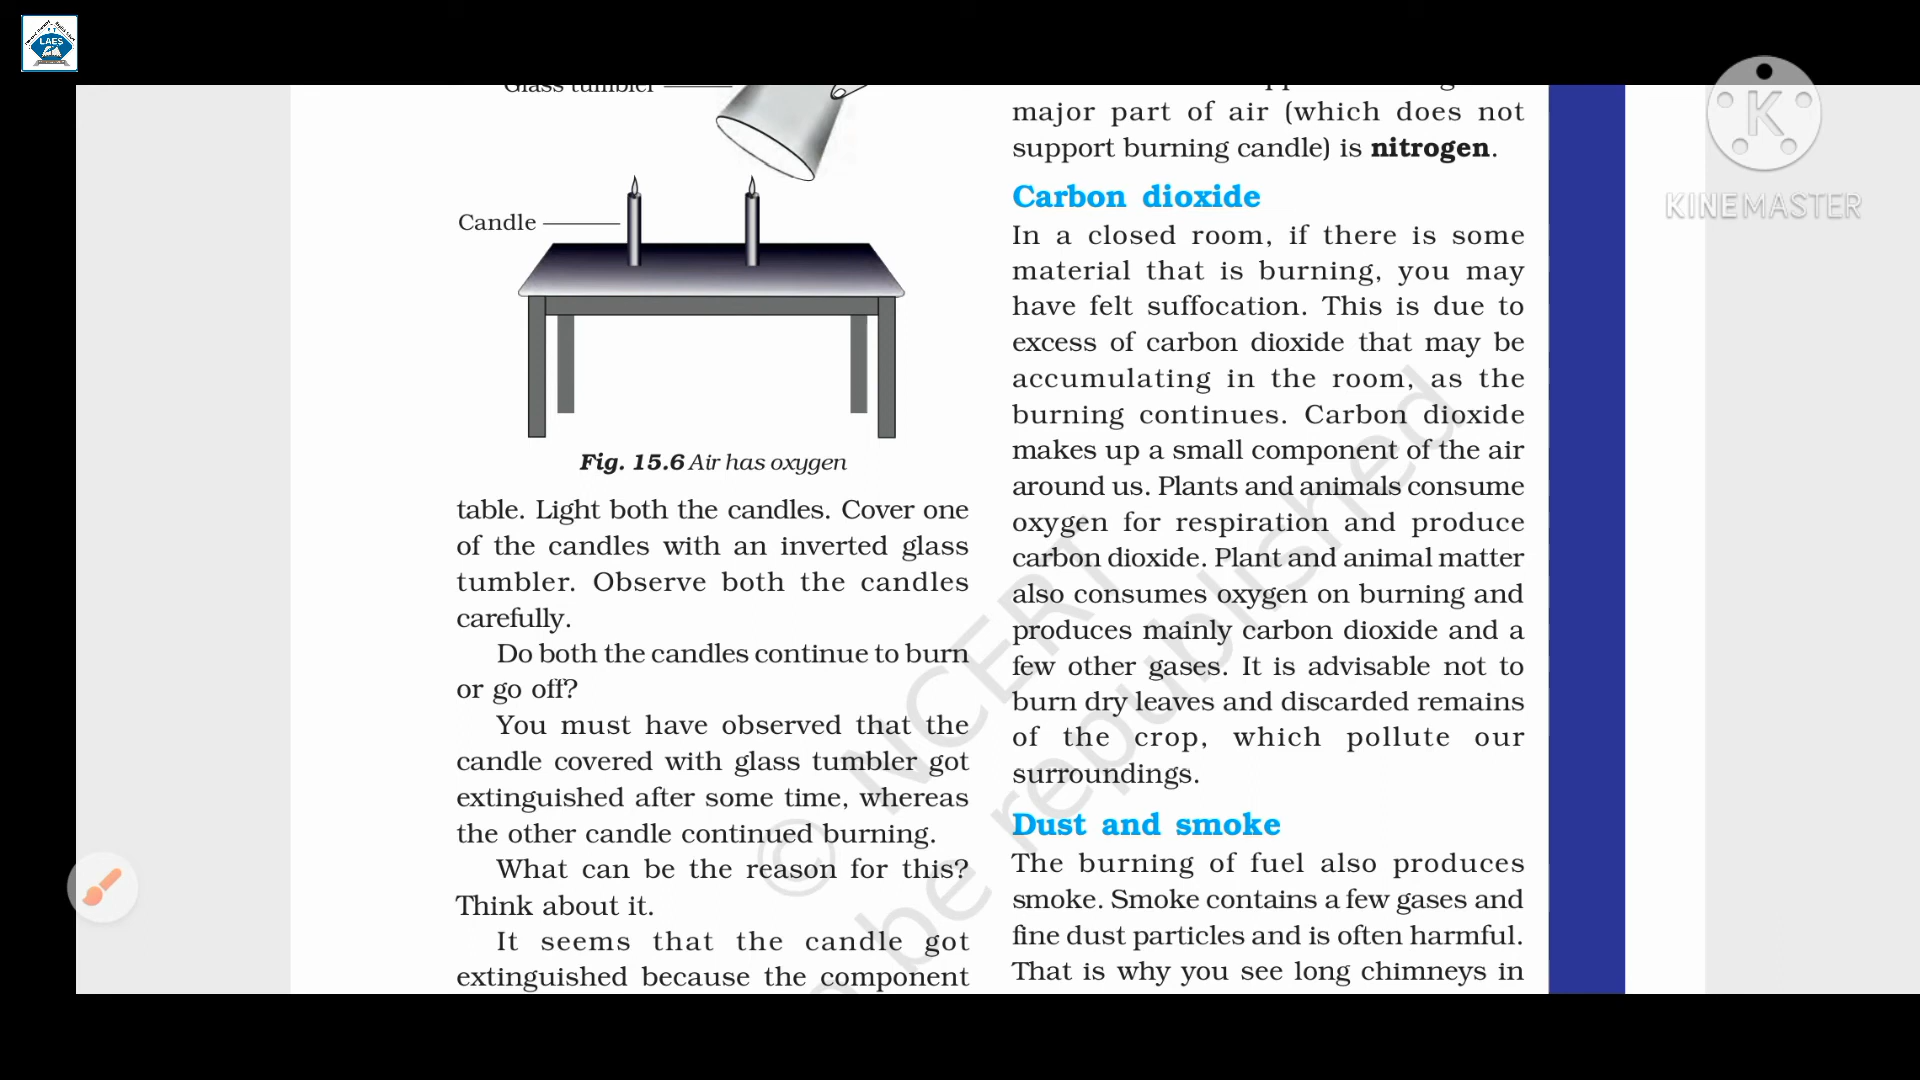 LAES
Glass tumbler
Candle
Fig. 15.6 Air has oxygen
table. Light both the candles. Cover one
of the candles with an inverted glass
tumbler. Observe both the candles
carefully.
Do both the candles continue to burn
or go off?
You must have observed that the
candle covered with glass tumbler got
extinguished after some time, whereas
the other candle continued burning.
What can be the reason for this?
Think about it.
It seems that the candle got
extinguished because the component
major part of air (which does not
support burning candle) is nitrogen.
Carbon dioxide
In a closed room, if there is some
material that is burning, you may
have felt suffocation. This is due to
excess of carbon dioxide that may be
accumulating in the room, as the
burning continues. Carbon dioxide
makes up a small component of the air
around us. Plants and animals consume
oxygen for respiration and produce
carbon dioxide. Plant and animal matter
also consumes oxygen on burning and
produces mainly carbon dioxide and a
few other gases. It is advisable not to
burn dry leaves and discarded remains
of the crop, which pollute our
surroundings.
Dust and smoke
The burning of fuel also produces
smoke. Smoke contains a few gases and
fine dust particles and is often harmful.
That is why you see long chimneys in
© NCERT
be republished
K
KINEMASTER